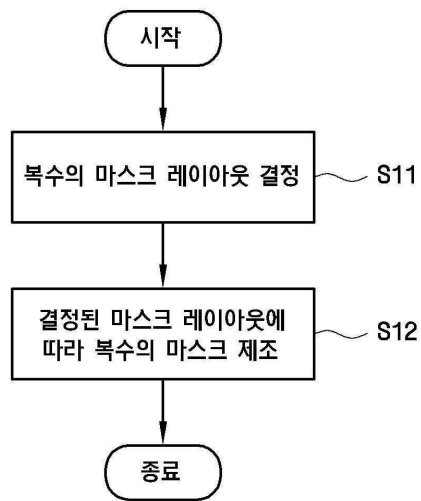 시작
복수의 마스크 레이아웃 결정
S11
결정된 마스크 레이아웃에
따라 복수의 마스크 제조
S12
종료